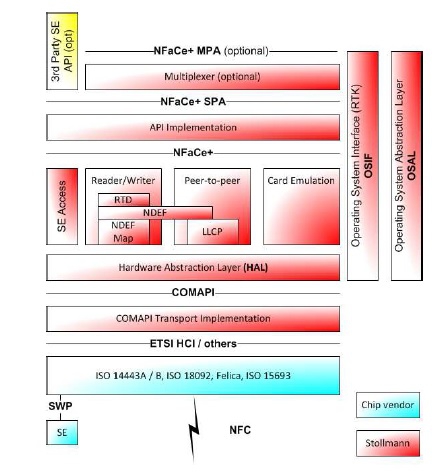 3rd Party SE
API (opt)
NFaCe+ MPA (optional)
Multiplexer (optional)
NFaCe+ SPA
API Implementation
NFaCe+
SE Access
Reader/Writer
RTD
NDEF
NDEF
Map
Peer-to-peer
LLCP
Card Emulation
Hardware Abstraction Layer (HAL)
COMAPI
COMAPI Transport Implementation
ETSI HCI / others
ISO 14443A / B, ISO 18092, Felica, ISO 15693
SWP
SE
NFC
Operating System Interface (RTK)
OSIF
Operating System Abstraction Layer
OSAL
Chip vendor
Stollmann